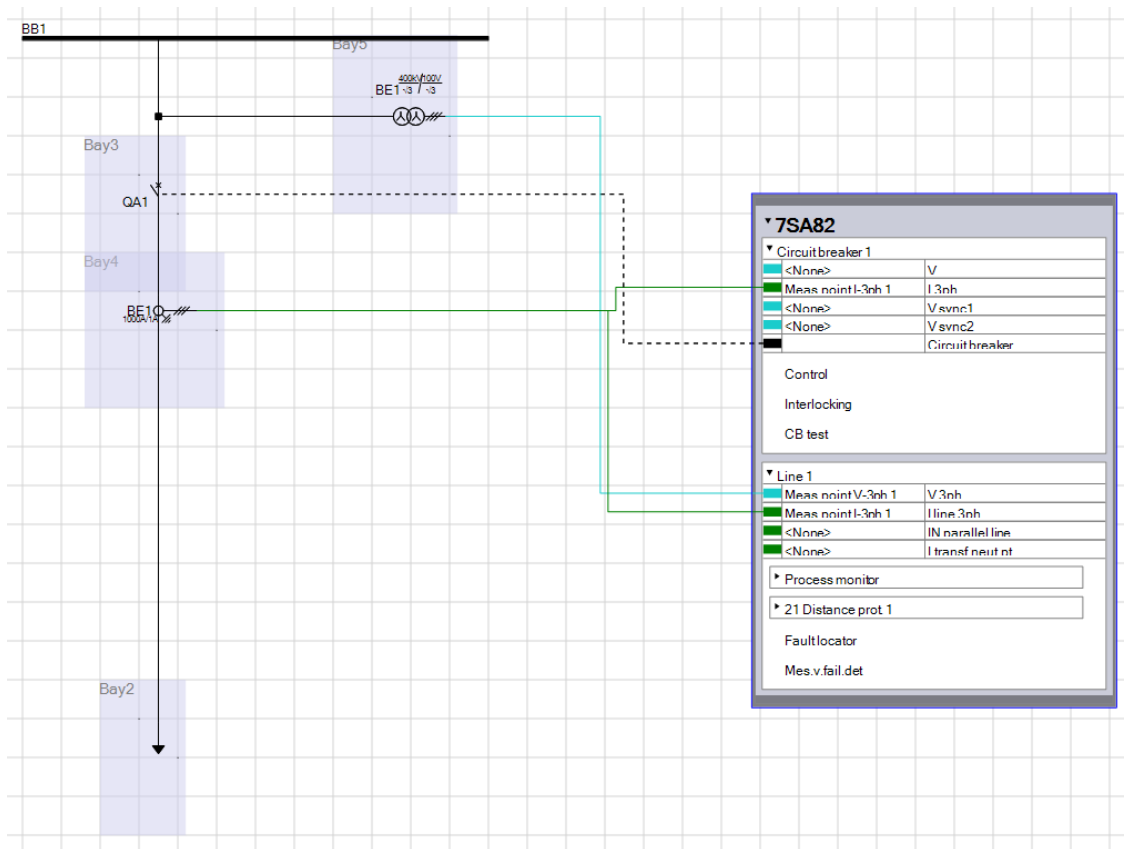 BB1
Bay5
BE1 400kV/100V
√3 / √3
Bay3
QA1
Bay4
BE1
1000A/1A
Bay2
7SA82
Circuit breaker 1
<None> V
Meas.point I-3ph 1 I 3ph
<None> V sync1
<None> V sync2
Circuit breaker
Control
Interlocking
CB test
Line 1
Meas.point V-3ph 1 V 3ph
Meas.point I-3ph 1 I line 3ph
<None> IN parallel line
<None> I transf neut pt
Process monitor
21 Distance prot. 1
Fault locator
Mes.v.fail.det